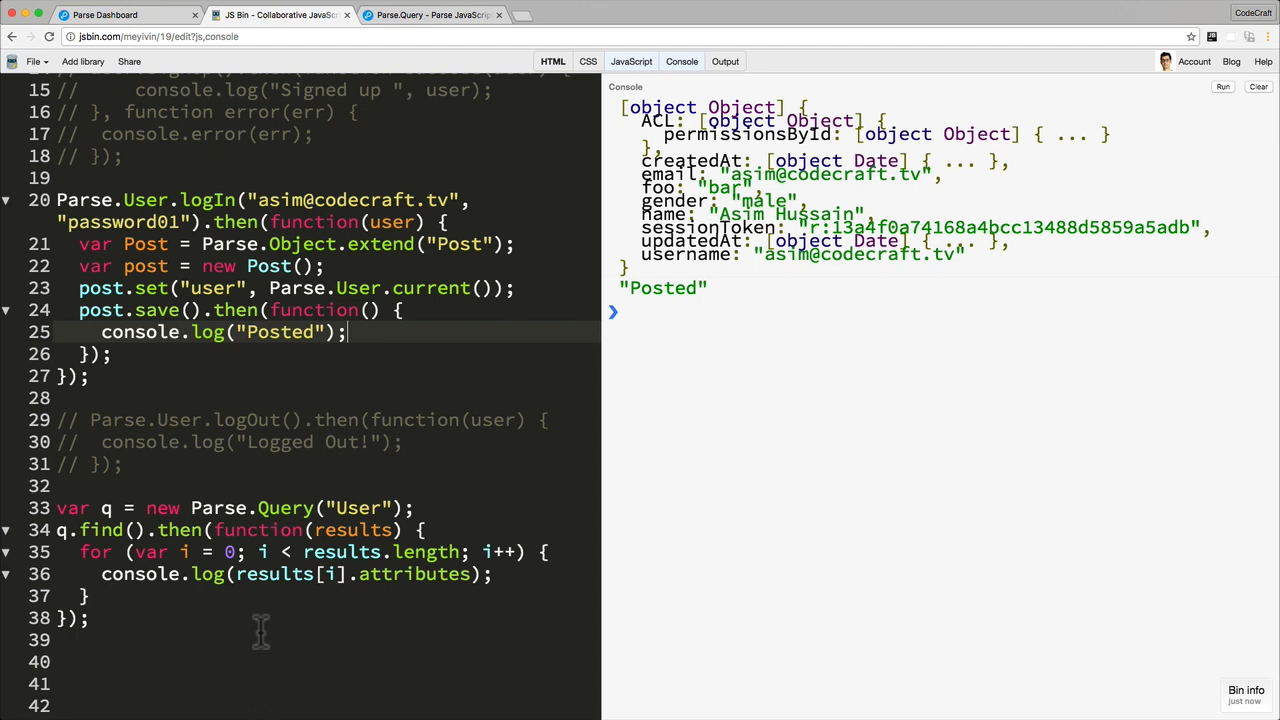 Parse Dashboard
JS Bin - Collaborative JavaScri
Parse.Query - Parse JavaScript
CodeCraft
jsbin.com/meyivin/19/edit?js,console
File Add library Share
HTML CSS JavaScript Console Output
Account Blog Help
15 //     console.log("Signed up ", user);
16 // }, function error(err) {
17 //  console.error(err);
18 // });
19
20 Parse.User.logIn("asim@codecraft.tv",
"password01").then(function(user) {
21   var Post = Parse.Object.extend("Post");
22   var post = new Post();
23   post.set("user", Parse.User.current());
24   post.save().then(function() {
25     console.log("Posted");
26   });
27 });
28
29 // Parse.User.logOut().then(function(user) {
30 //  console.log("Logged Out!");
31 // });
32
33 var q = new Parse.Query("User");
34 q.find().then(function(results) {
35   for (var i = 0; i < results.length; i++) {
36     console.log(results[i].attributes);
37   }
38 });
39
40
41
42
Console
Run Clear
[object Object] {
  ACL: [object Object] {
    permissionsById: [object Object] { ... }
  },
  createdAt: [object Date] { ... },
  email: "asim@codecraft.tv",
  foo: "bar",
  gender: "male",
  name: "Asim Hussain",
  sessionToken: "r:13a4f0a74168a4bcc13488d5859a5adb",
  updatedAt: [object Date] { ... },
  username: "asim@codecraft.tv"
}
"Posted"
Bin info
just now